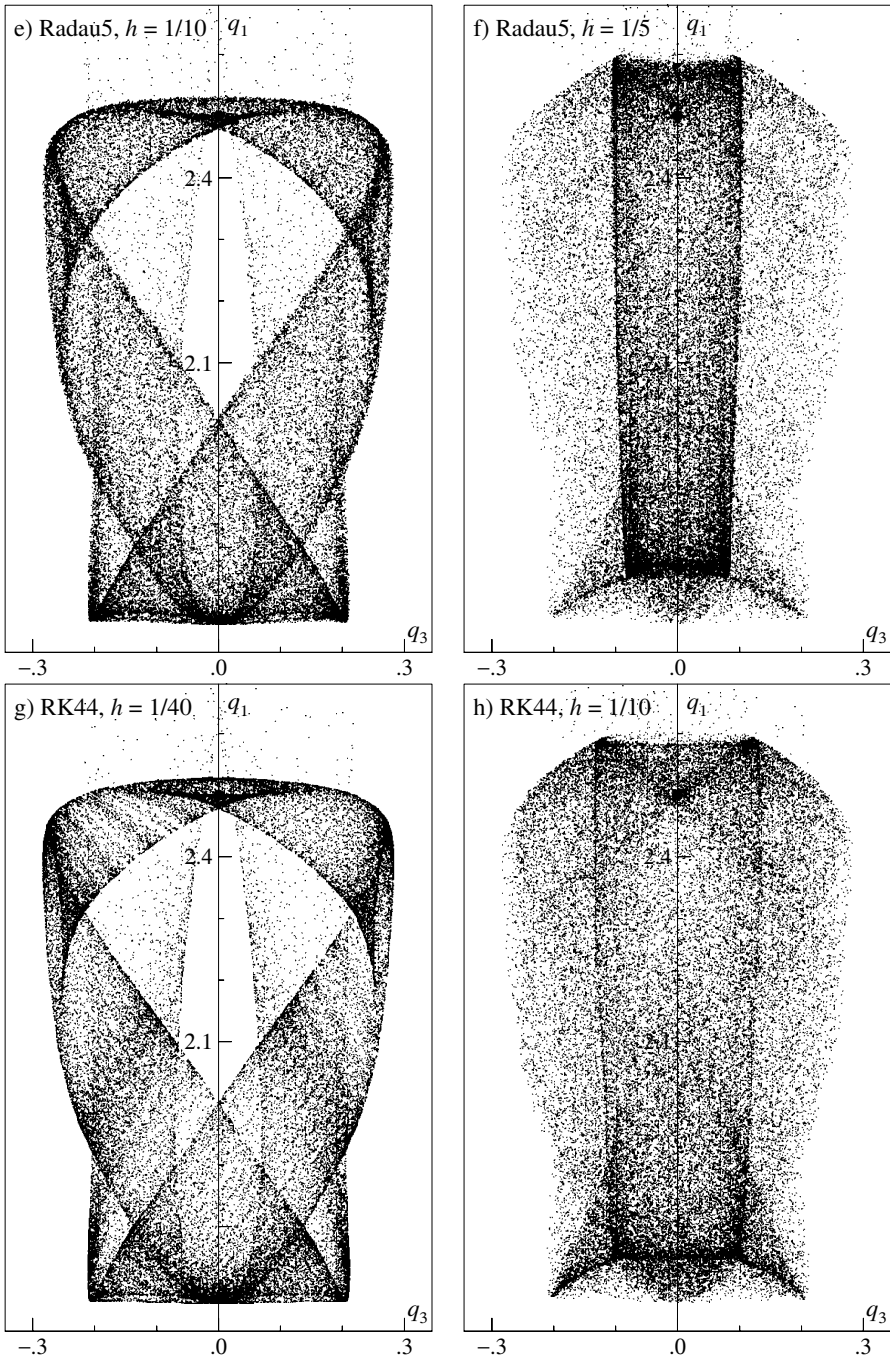 e) Radau5, h = 1/10 q₁
2.4
2.1
q₃
−.3 .0 .3
f) Radau5, h = 1/5 q₁
2.4
2.1
q₃
−.3 .0 .3
g) RK44, h = 1/40 q₁
2.4
2.1
q₃
−.3 .0 .3
h) RK44, h = 1/10 q₁
2.4
2.1
q₃
−.3 .0 .3